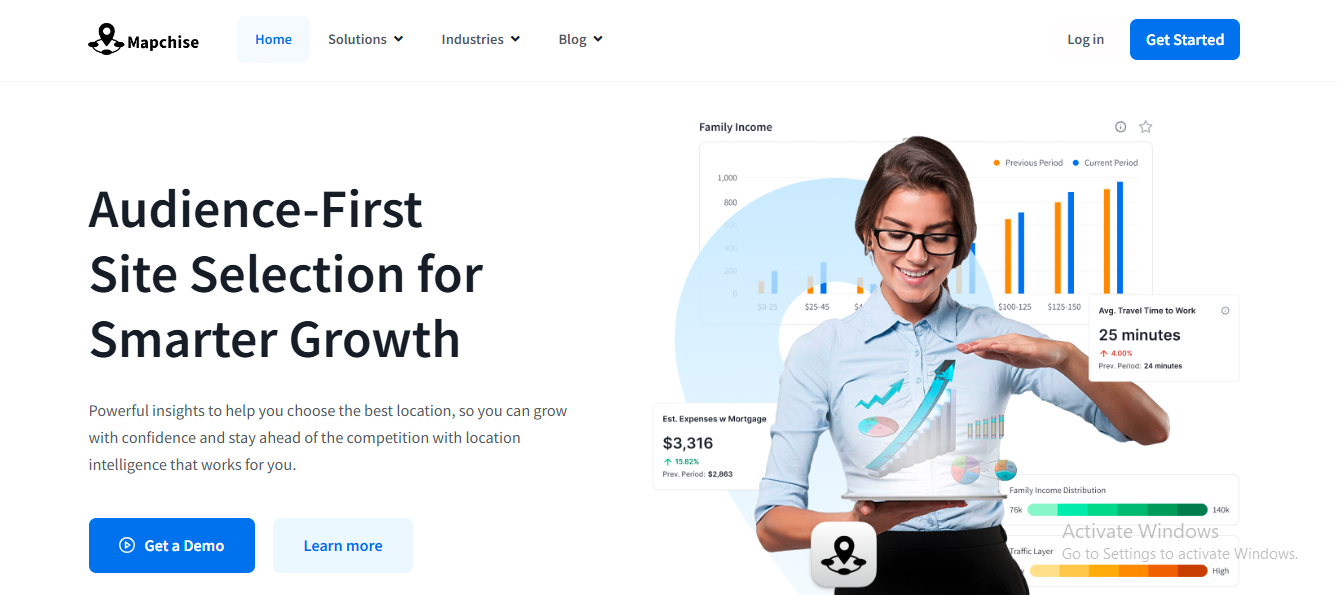 Mapchise
Home
Solutions
Industries
Blog
Log in
Get Started
Audience-First
Site Selection for
Smarter Growth
Powerful insights to help you choose the best location, so you can grow
with confidence and stay ahead of the competition with location
intelligence that works for you.
Get a Demo
Learn more
Family Income
Previous Period
Current Period
1,000
800
600
400
200
0
$0-25
$25-45
$100-125
$125-150
Avg. Travel Time to Work
25 minutes
4.00%
Prev. Period: 24 minutes
Est. Expenses w Mortgage
$3,316
15.82%
Prev. Period: $2,863
Family Income Distribution
76k
140k
Traffic Layer
High
Activate Windows
Go to Settings to activate Windows.